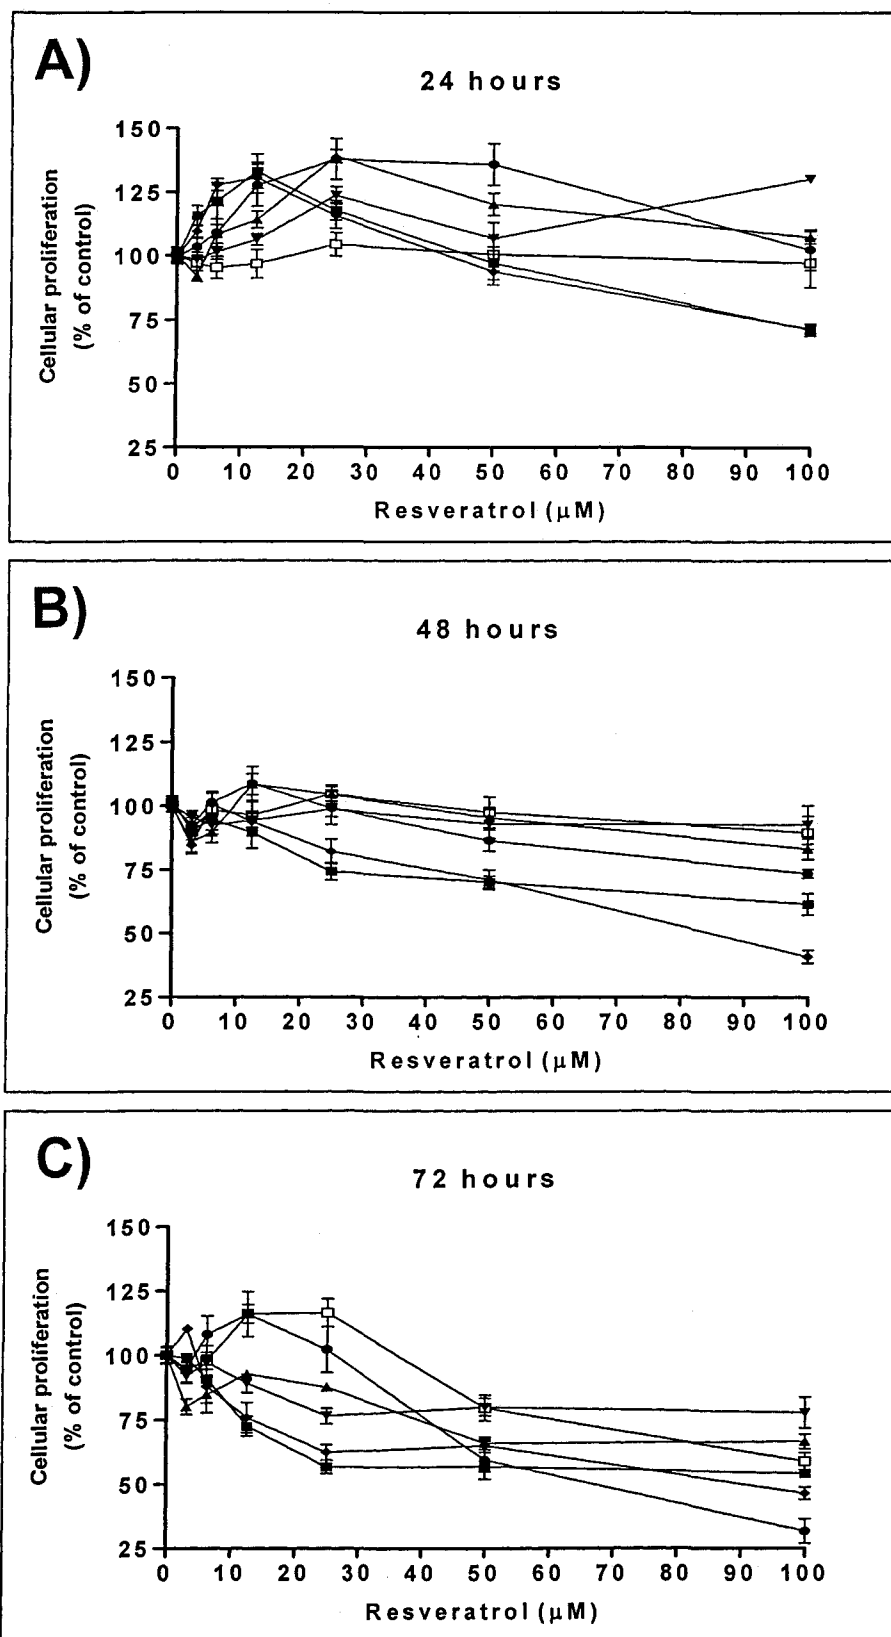 A)
24 hours
Cellular proliferation
(% of control)
150
125
100
75
50
25
0 10 20 30 40 50 60 70 80 90 100
Resveratrol (μM)
B)
48 hours
Cellular proliferation
(% of control)
150
125
100
75
50
25
0 10 20 30 40 50 60 70 80 90 100
Resveratrol (μM)
C)
72 hours
Cellular proliferation
(% of control)
150
125
100
75
50
25
0 10 20 30 40 50 60 70 80 90 100
Resveratrol (μM)